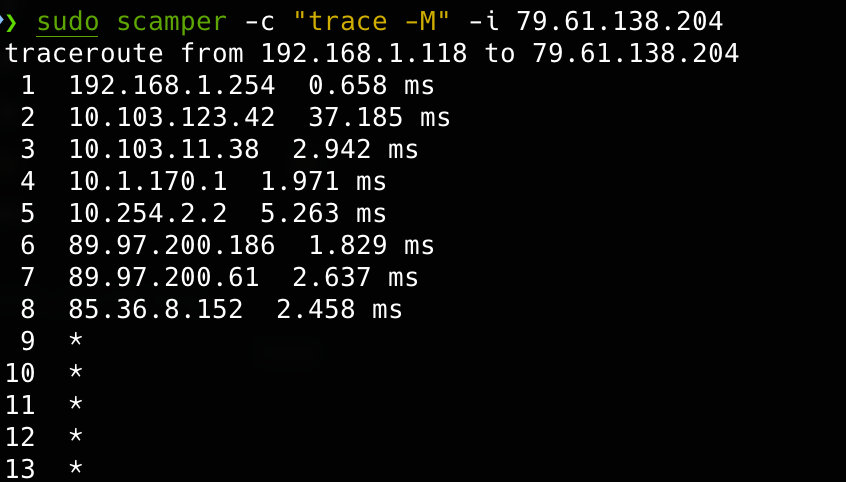 ❯ sudo scamper -c "trace -M" -i 79.61.138.204
traceroute from 192.168.1.118 to 79.61.138.204
1 192.168.1.254 0.658 ms
2 10.103.123.42 37.185 ms
3 10.103.11.38 2.942 ms
4 10.1.170.1 1.971 ms
5 10.254.2.2 5.263 ms
6 89.97.200.186 1.829 ms
7 89.97.200.61 2.637 ms
8 85.36.8.152 2.458 ms
9 *
10 *
11 *
12 *
13 *